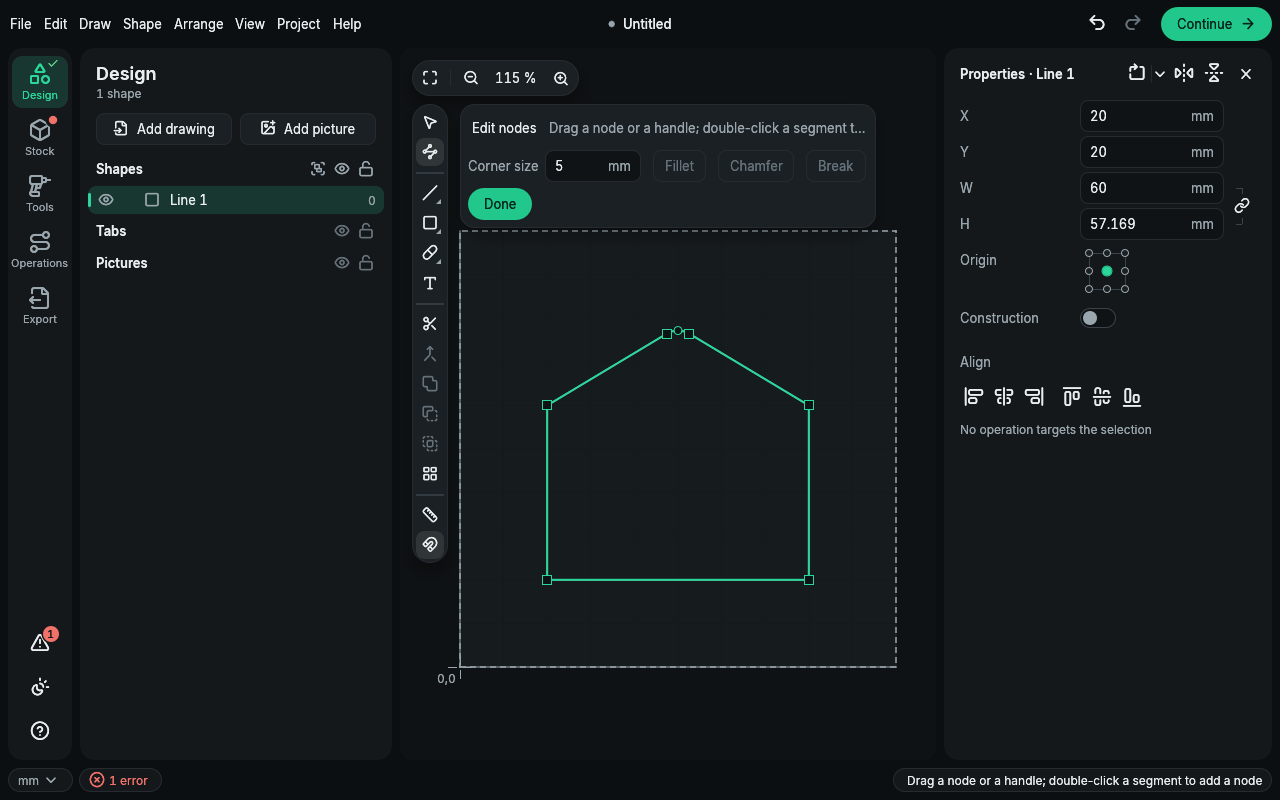 File Edit Draw Shape Arrange View Project Help
Untitled
Continue
Design
Stock
Tools
Operations
Export
1
Design
1 shape
Add drawing
Add picture
Shapes
Line 1 0
Tabs
Pictures
115 %
Edit nodes Drag a node or a handle; double-click a segment t...
Corner size 5 mm Fillet Chamfer Break
Done
0,0
Properties · Line 1
X 20 mm
Y 20 mm
W 60 mm
H 57.169 mm
Origin
Construction
Align
No operation targets the selection
mm
1 error
Drag a node or a handle; double-click a segment to add a node